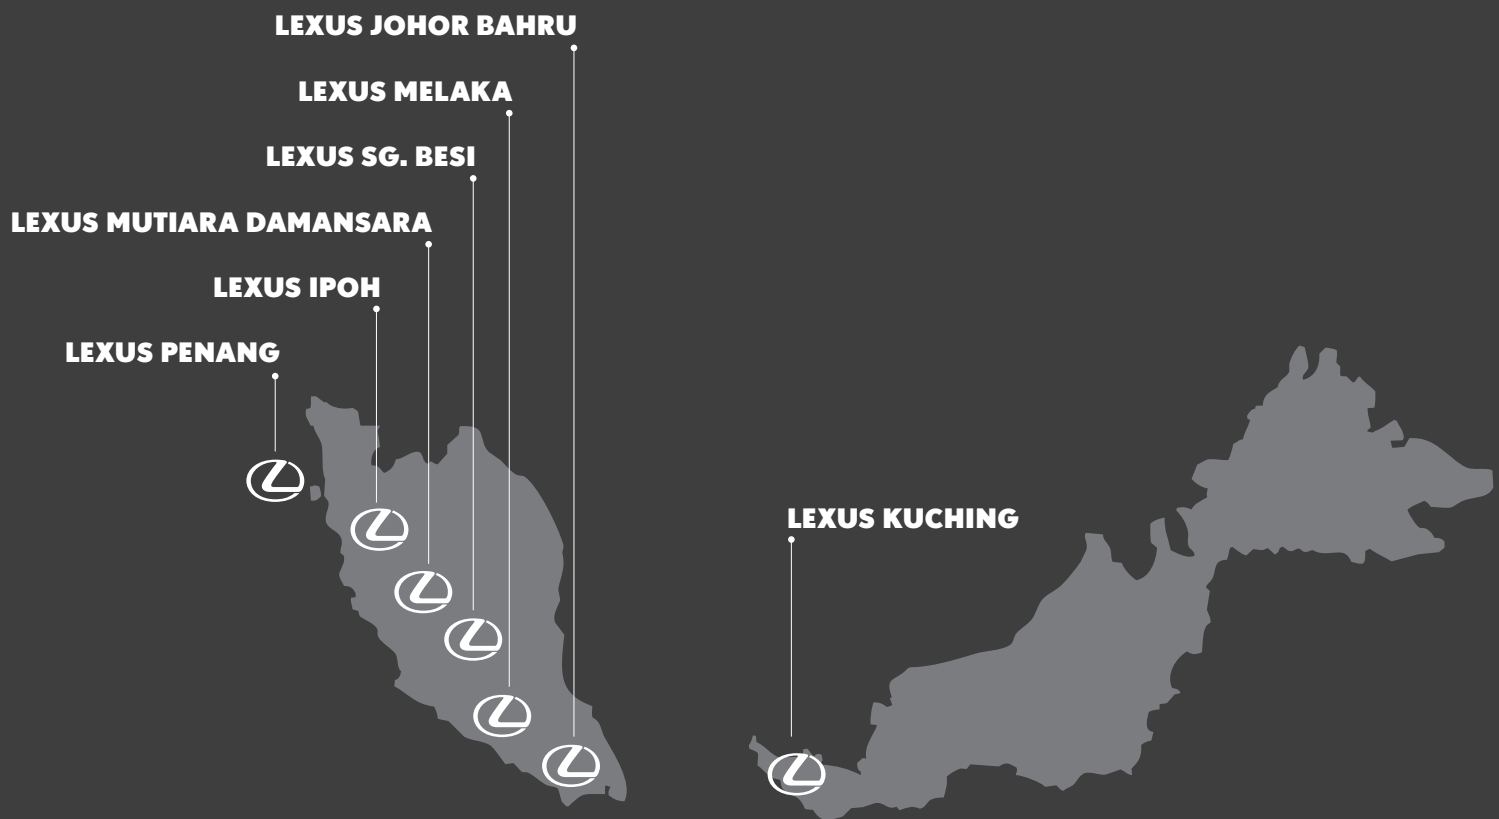 LEXUS JOHOR BAHRU
LEXUS MELAKA
LEXUS SG. BESI
LEXUS MUTIARA DAMANSARA
LEXUS IPOH
LEXUS PENANG
LEXUS KUCHING